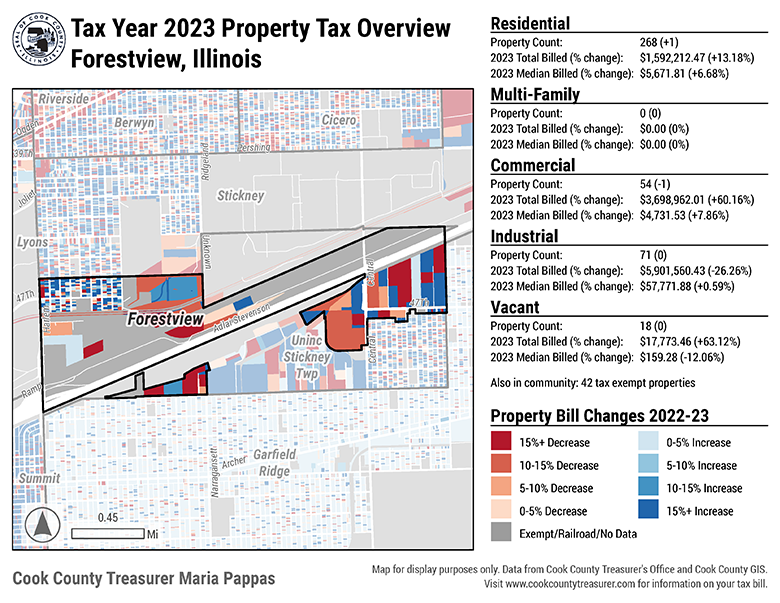 SEAL OF COOK COUNTY
ILLINOIS
Tax Year 2023 Property Tax Overview
Forestview, Illinois
Residential
Property Count: 268 (+1)
2023 Total Billed (% change): $1,592,212.47 (+13.18%)
2023 Median Billed (% change): $5,671.81 (+6.68%)
Multi-Family
Property Count: 0 (0)
2023 Total Billed (% change): $0.00 (0%)
2023 Median Billed (% change): $0.00 (0%)
Commercial
Property Count: 54 (-1)
2023 Total Billed (% change): $3,698,962.01 (+60.16%)
2023 Median Billed (% change): $4,731.53 (+7.86%)
Industrial
Property Count: 71 (0)
2023 Total Billed (% change): $5,901,560.43 (-26.26%)
2023 Median Billed (% change): $57,771.88 (+0.59%)
Vacant
Property Count: 18 (0)
2023 Total Billed (% change): $17,773.46 (+63.12%)
2023 Median Billed (% change): $159.28 (-12.06%)
Also in community: 42 tax exempt properties
Property Bill Changes 2022-23
15%+ Decrease
10-15% Decrease
5-10% Decrease
0-5% Decrease
Exempt/Railroad/No Data
0-5% Increase
5-10% Increase
10-15% Increase
15%+ Increase
Riverside
Berwyn
Cicero
Ogden
39Th
Pershing
Ridgeland
Joliet
Stickney
Lyons
Unknown
Central
47Th
47Th
Harlem
Forestview
Adlai Stevenson
Uninc
Stickney
Twp
Central
Ramp
Summit
Narragansett
Archer
Garfield
Ridge
0.45
Mi
Cook County Treasurer Maria Pappas
Map for display purposes only. Data from Cook County Treasurer's Office and Cook County GIS.
Visit www.cookcountytreasurer.com for information on your tax bill.